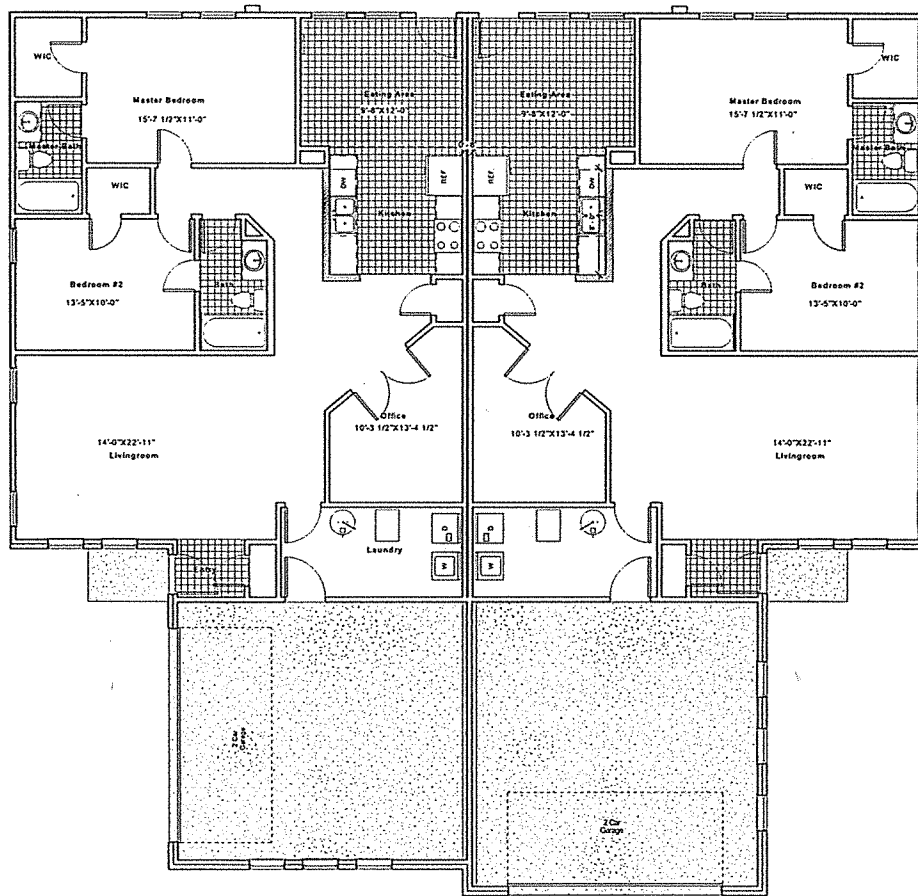 WIC
Master Bedroom
15'-7 1/2"X11'-0"
Eating Area
9'-8"X12'-0"
Eating Area
9'-8"X12'-0"
Master Bedroom
15'-7 1/2"X11'-0"
WIC
Master Bath
WIC
DW
REF.
REF.
DW
WIC
Master Bath
Kitchen
Kitchen
Bedroom #2
13'-5"X10'-0"
Bath
Bath
Bedroom #2
13'-5"X10'-0"
Office
10'-3 1/2"X13'-4 1/2"
Office
10'-3 1/2"X13'-4 1/2"
14'-0"X22'-11"
Livingroom
14'-0"X22'-11"
Livingroom
Laundry
D
D
W
W
Entry
2 Car
Garage
2 Car
Garage